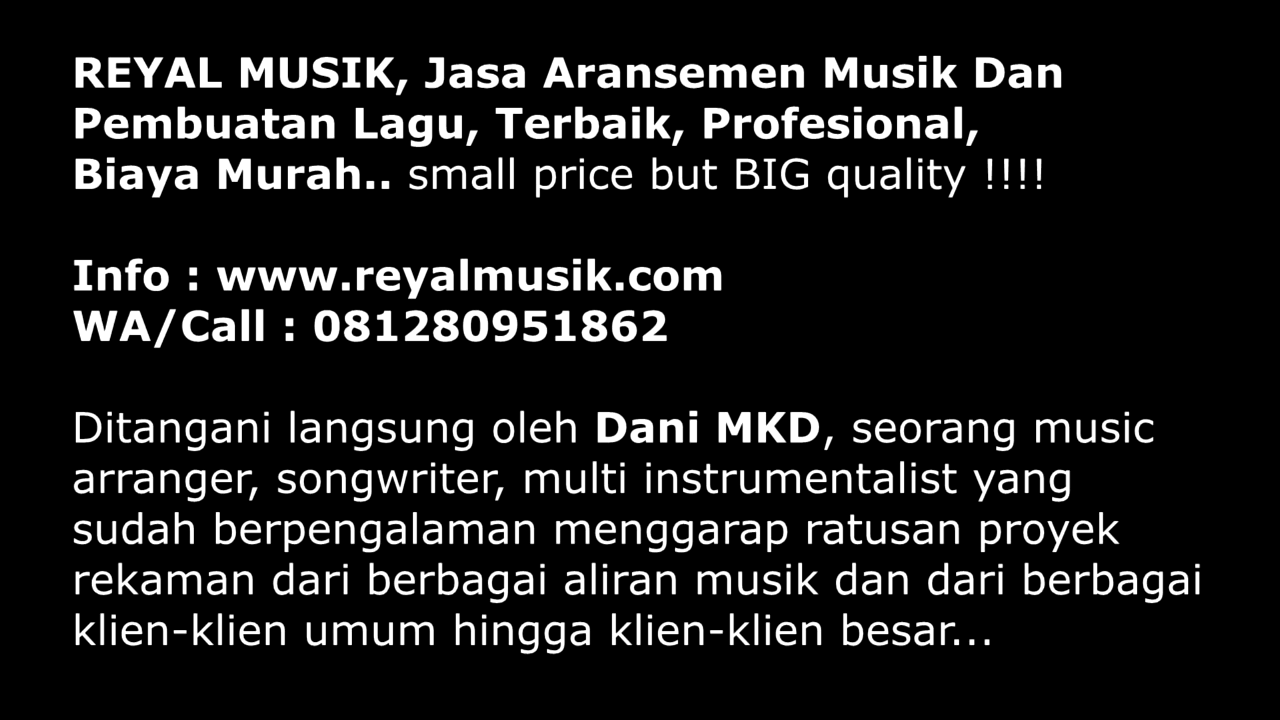 REYAL MUSIK, Jasa Aransemen Musik Dan
Pembuatan Lagu, Terbaik, Profesional,
Biaya Murah.. small price but BIG quality !!!!
Info : www.reyalmusik.com
WA/Call : 081280951862
Ditangani langsung oleh Dani MKD, seorang music
arranger, songwriter, multi instrumentalist yang
sudah berpengalaman menggarap ratusan proyek
rekaman dari berbagai aliran musik dan dari berbagai
klien-klien umum hingga klien-klien besar...